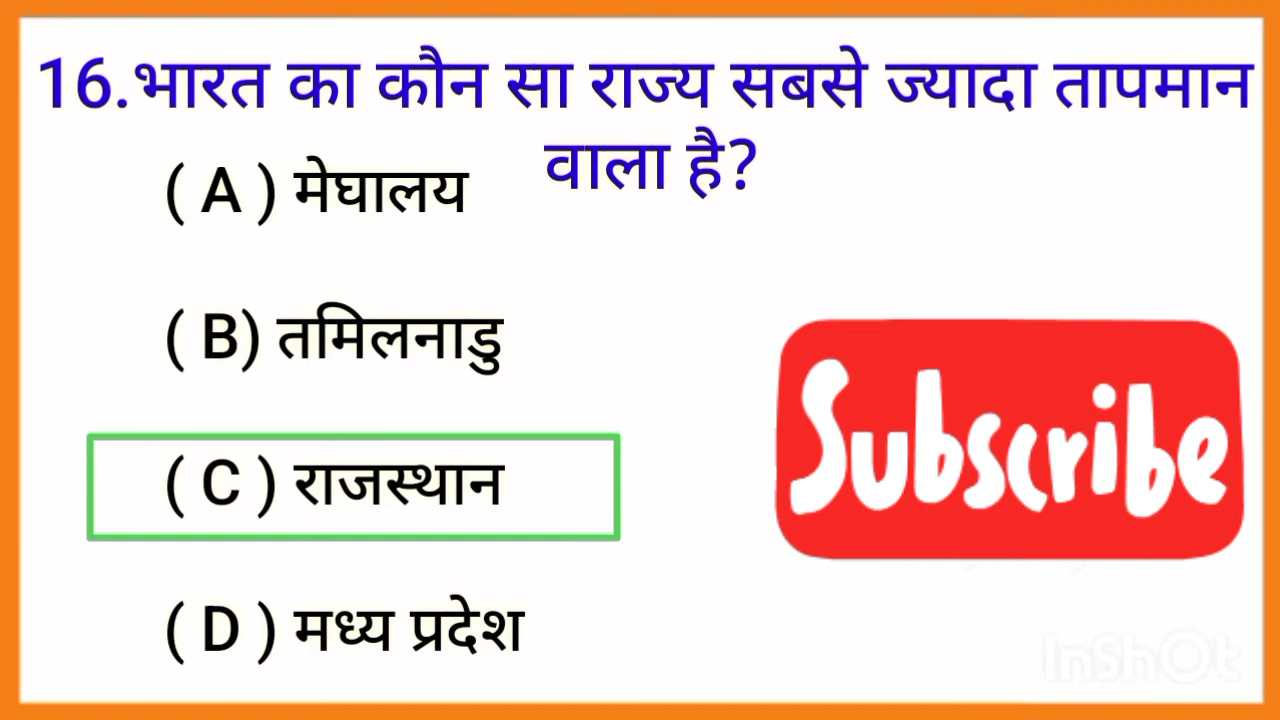 16.भारत का कौन सा राज्य सबसे ज्यादा तापमान
वाला है?
( A ) मेघालय
( B) तमिलनाडु
( C ) राजस्थान
( D ) मध्य प्रदेश
Subscribe
InShOt